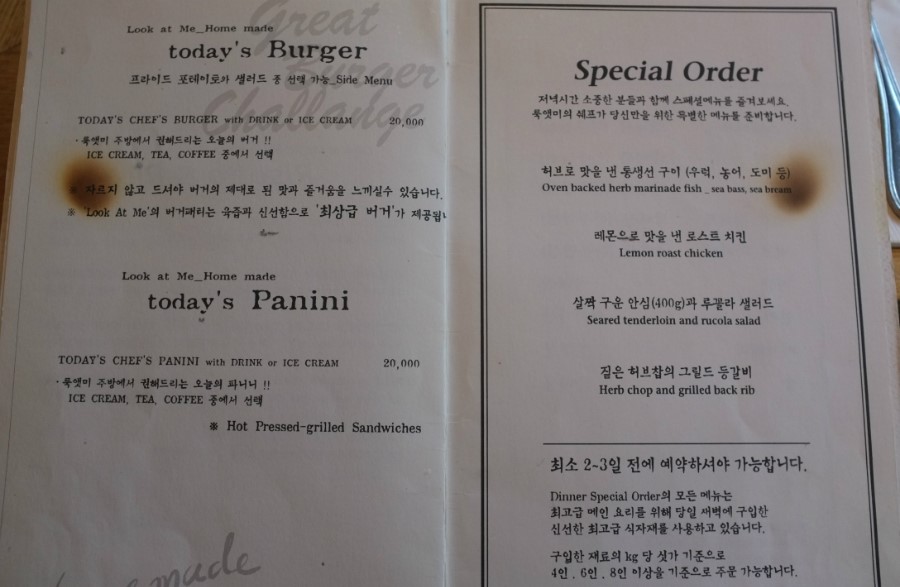 Great
Burger
Challange
Look at Me_Home made
today's Burger
프라이드 포테이토와 샐러드 중 선택 가능_Side Menu
TODAY'S CHEF'S BURGER with DRINK or ICE CREAM 20,000
· 룩앳미 주방에서 권해드리는 오늘의 버거 !!
ICE CREAM, TEA, COFFEE 중에서 선택
자르지 않고 드셔야 버거의 제대로 된 맛과 즐거움을 느끼실수 있습니다.
※ 'Look At Me'의 버거패티는 육즙과 신선함으로 '최상급 버거'가 제공됩니
Look at Me_Home made
today's Panini
TODAY'S CHEF'S PANINI with DRINK or ICE CREAM 20,000
· 룩앳미 주방에서 권해드리는 오늘의 파니니 !!
ICE CREAM, TEA, COFFEE 중에서 선택
※ Hot Pressed-grilled Sandwiches
made
Special Order
저녁시간 소중한 분들과 함께 스페셜메뉴를 즐겨보세요.
룩앳미의 쉐프가 당신만을 위한 특별한 메뉴를 준비합니다.
허브로 맛을 낸 통생선 구이 (우럭, 농어, 도미 등)
Oven backed herb marinade fish _ sea bass, sea bream
레몬으로 맛을 낸 로스트 치킨
Lemon roast chicken
살짝 구운 안심(400g)과 루꼴라 샐러드
Seared tenderloin and rucola salad
짙은 허브찹의 그릴드 등갈비
Herb chop and grilled back rib
최소 2~3일 전에 예약하셔야 가능합니다.
Dinner Special Order의 모든 메뉴는
최고급 메인 요리를 위해 당일 새벽에 구입한
신선한 최고급 식자재를 사용하고 있습니다.
구입한 재료의 kg 당 싯가 기준으로
4인 , 6인 , 8인 이상을 기준으로 주문 가능합니다.